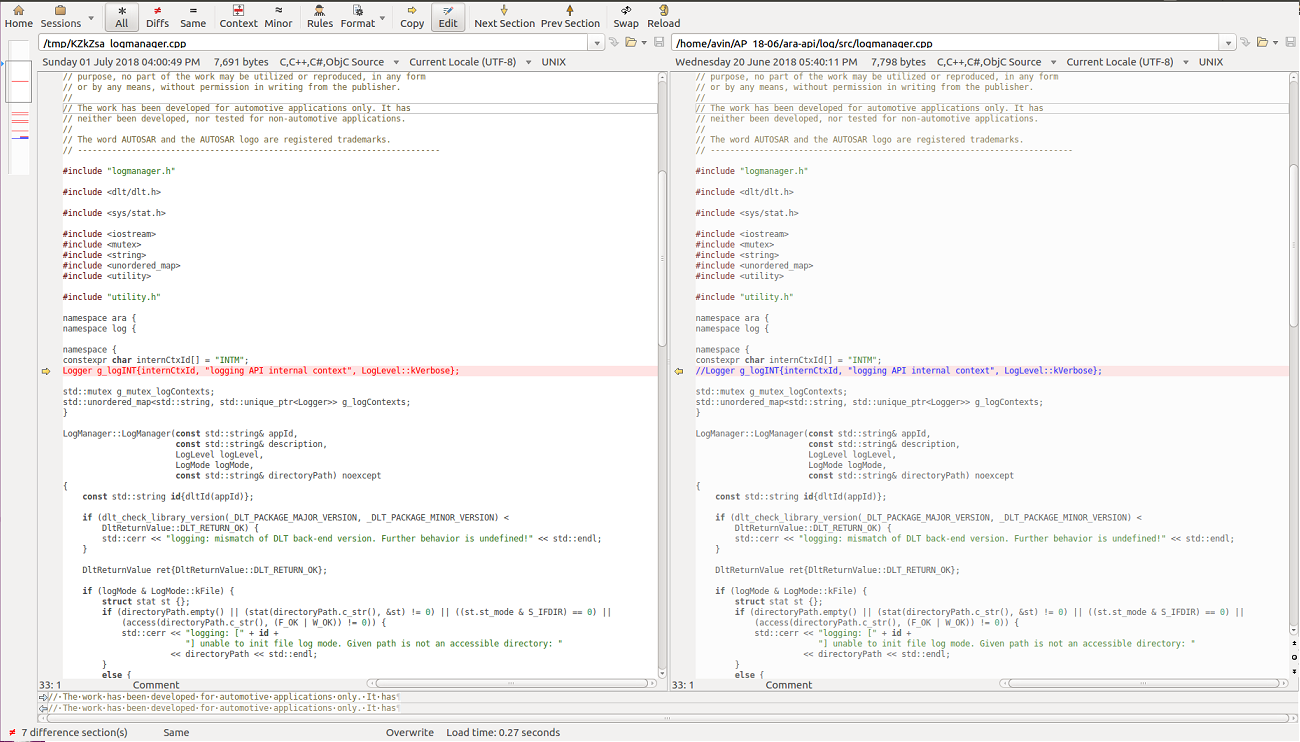 Home Sessions All Diffs Same Context Minor Rules Format Copy Edit Next Section Prev Section Swap Reload
/tmp/KZkZsa_logmanager.cpp
Sunday 01 July 2018 04:00:49 PM 7,691 bytes C,C++,C#,ObjC Source Current Locale (UTF-8) UNIX
// purpose, no part of the work may be utilized or reproduced, in any form
// or by any means, without permission in writing from the publisher.
//
// The work has been developed for automotive applications only. It has
// neither been developed, nor tested for non-automotive applications.
//
// The word AUTOSAR and the AUTOSAR logo are registered trademarks.
// --------------------------------------------------------------------------
#include "logmanager.h"
#include <dlt/dlt.h>
#include <sys/stat.h>
#include <iostream>
#include <mutex>
#include <string>
#include <unordered_map>
#include <utility>
#include "utility.h"
namespace ara {
namespace log {
namespace {
constexpr char internCtxId[] = "INTM";
Logger g_logINT{internCtxId, "logging API internal context", LogLevel::kVerbose};
std::mutex g_mutex_logContexts;
std::unordered_map<std::string, std::unique_ptr<Logger>> g_logContexts;
}
LogManager::LogManager(const std::string& appId,
const std::string& description,
LogLevel logLevel,
LogMode logMode,
const std::string& directoryPath) noexcept
{
const std::string id{dltId(appId)};
if (dlt_check_library_version(_DLT_PACKAGE_MAJOR_VERSION, _DLT_PACKAGE_MINOR_VERSION) <
DltReturnValue::DLT_RETURN_OK) {
std::cerr << "logging: mismatch of DLT back-end version. Further behavior is undefined!" << std::endl;
}
DltReturnValue ret{DltReturnValue::DLT_RETURN_OK};
if (logMode & LogMode::kFile) {
struct stat st {};
if (directoryPath.empty() || (stat(directoryPath.c_str(), &st) != 0) || ((st.st_mode & S_IFDIR) == 0) ||
(access(directoryPath.c_str(), (F_OK | W_OK)) != 0)) {
std::cerr << "logging: [" + id +
"] unable to init file log mode. Given path is not an accessible directory: "
<< directoryPath << std::endl;
}
else {
33: 1 Comment
/home/avin/AP_18-06/ara-api/log/src/logmanager.cpp
Wednesday 20 June 2018 05:40:11 PM 7,798 bytes C,C++,C#,ObjC Source Current Locale (UTF-8) UNIX
// purpose, no part of the work may be utilized or reproduced, in any form
// or by any means, without permission in writing from the publisher.
//
// The work has been developed for automotive applications only. It has
// neither been developed, nor tested for non-automotive applications.
//
// The word AUTOSAR and the AUTOSAR logo are registered trademarks.
// --------------------------------------------------------------------------
#include "logmanager.h"
#include <dlt/dlt.h>
#include <sys/stat.h>
#include <iostream>
#include <mutex>
#include <string>
#include <unordered_map>
#include <utility>
#include "utility.h"
namespace ara {
namespace log {
namespace {
constexpr char internCtxId[] = "INTM";
//Logger g_logINT{internCtxId, "logging API internal context", LogLevel::kVerbose};
std::mutex g_mutex_logContexts;
std::unordered_map<std::string, std::unique_ptr<Logger>> g_logContexts;
}
LogManager::LogManager(const std::string& appId,
const std::string& description,
LogLevel logLevel,
LogMode logMode,
const std::string& directoryPath) noexcept
{
const std::string id{dltId(appId)};
if (dlt_check_library_version(_DLT_PACKAGE_MAJOR_VERSION, _DLT_PACKAGE_MINOR_VERSION) <
DltReturnValue::DLT_RETURN_OK) {
std::cerr << "logging: mismatch of DLT back-end version. Further behavior is undefined!" << std::endl;
}
DltReturnValue ret{DltReturnValue::DLT_RETURN_OK};
if (logMode & LogMode::kFile) {
struct stat st {};
if (directoryPath.empty() || (stat(directoryPath.c_str(), &st) != 0) || ((st.st_mode & S_IFDIR) == 0) ||
(access(directoryPath.c_str(), (F_OK | W_OK)) != 0)) {
std::cerr << "logging: [" + id +
"] unable to init file log mode. Given path is not an accessible directory: "
<< directoryPath << std::endl;
}
else {
33: 1 Comment
//·The·work·has·been·developed·for·automotive·applications·only.·It·has¶
//·The·work·has·been·developed·for·automotive·applications·only.·It·has¶
7 difference section(s) Same Overwrite Load time: 0.27 seconds